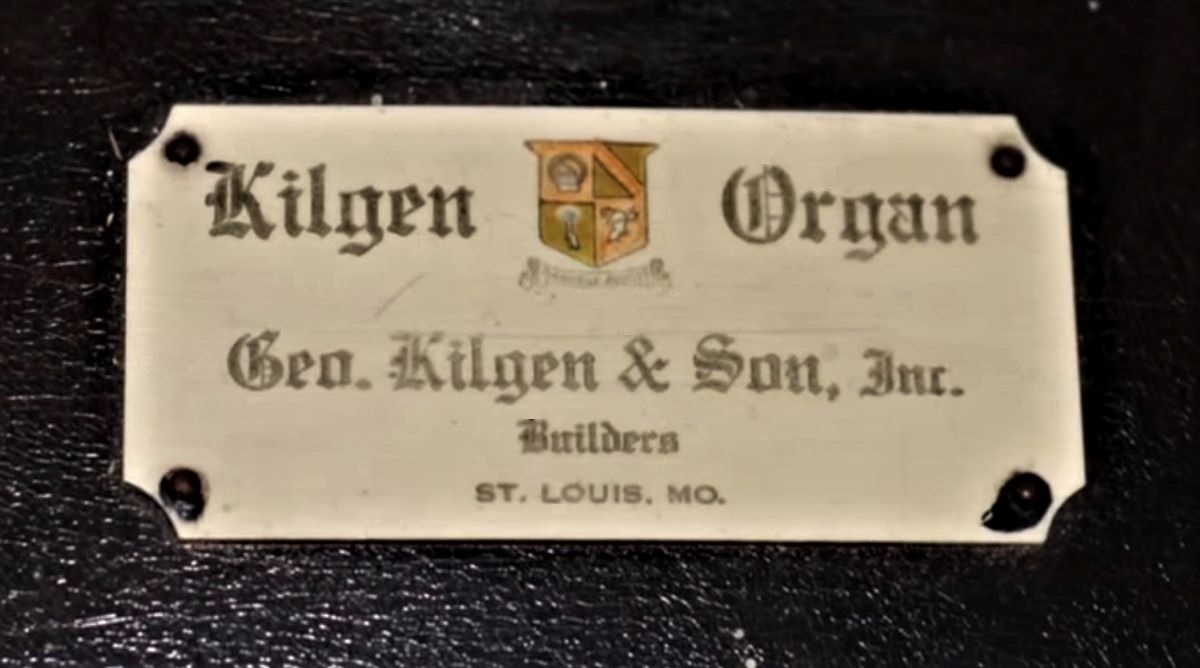 Kilgen Organ
Geo. Kilgen & Son, Inc.
Builders
ST. LOUIS, MO.